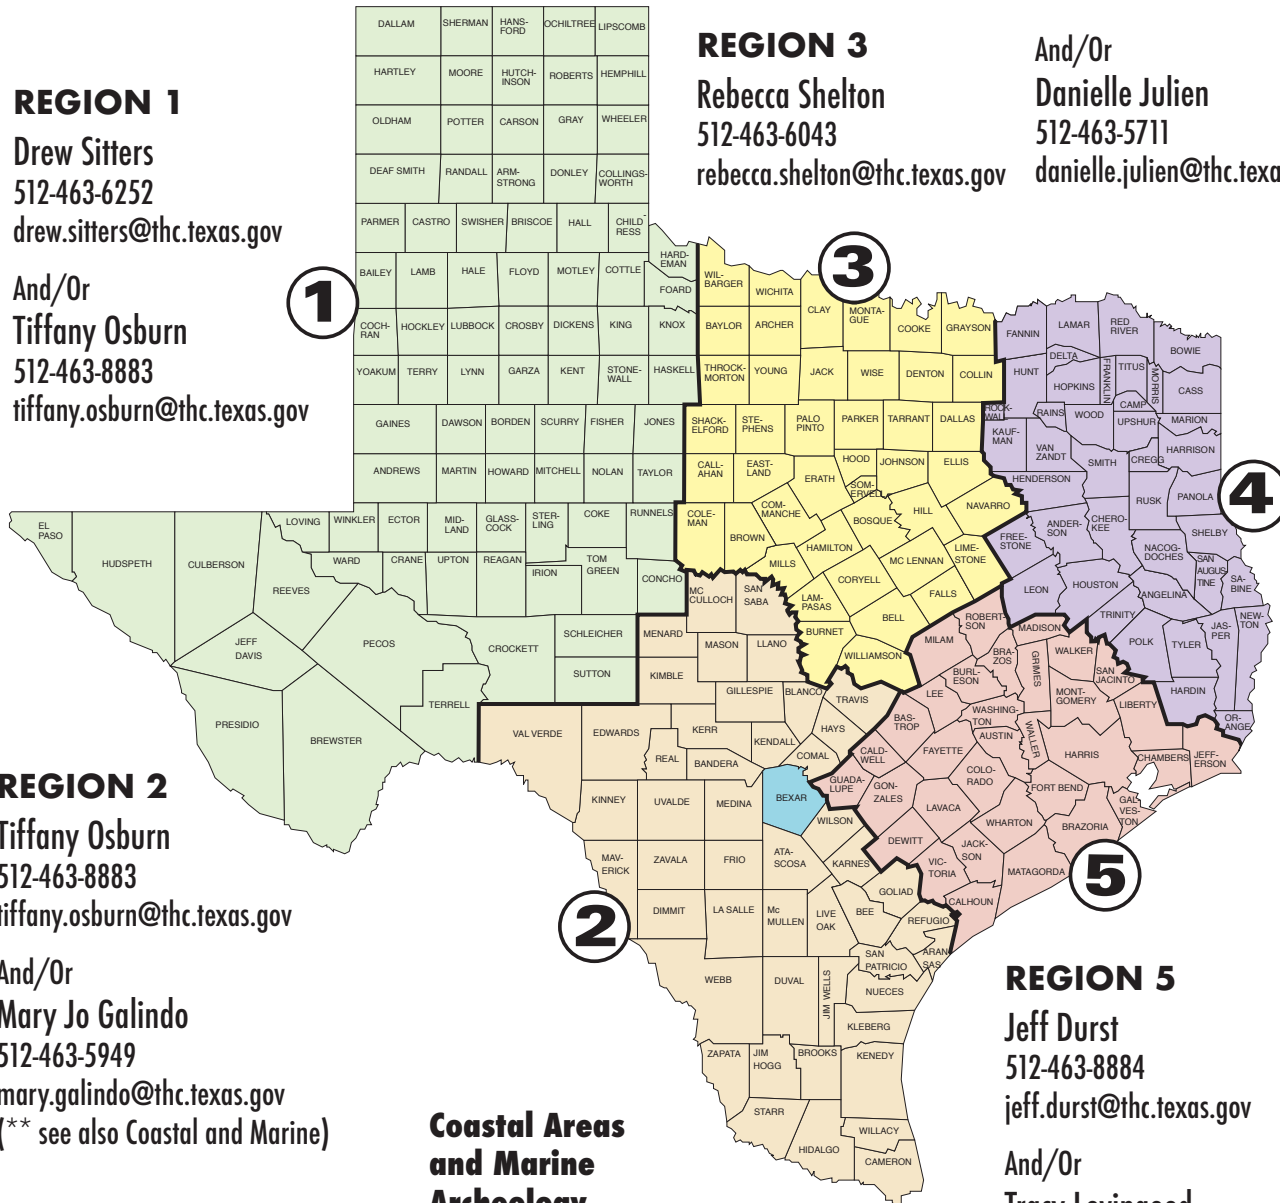 REGION 1
Drew Sitters
512-463-6252
drew.sitters@thc.texas.gov
And/Or
Tiffany Osburn
512-463-8883
tiffany.osburn@thc.texas.gov
REGION 3
Rebecca Shelton
512-463-6043
rebecca.shelton@thc.texas.gov
And/Or
Danielle Julien
512-463-5711
danielle.julien@thc.texa
1
3
4
5
2
DALLAM
SHERMAN
HANS-
FORD
OCHILTREE
LIPSCOMB
HARTLEY
MOORE
HUTCH-
INSON
ROBERTS
HEMPHILL
OLDHAM
POTTER
CARSON
GRAY
WHEELER
DEAF SMITH
RANDALL
ARM-
STRONG
DONLEY
COLLINGS-
WORTH
PARMER
CASTRO
SWISHER
BRISCOE
HALL
CHILD-
RESS
BAILEY
LAMB
HALE
FLOYD
MOTLEY
COTTLE
HARD-
EMAN
FOARD
COCH-
RAN
HOCKLEY
LUBBOCK
CROSBY
DICKENS
KING
KNOX
YOAKUM
TERRY
LYNN
GARZA
KENT
STONE-
WALL
HASKELL
GAINES
DAWSON
BORDEN
SCURRY
FISHER
JONES
ANDREWS
MARTIN
HOWARD
MITCHELL
NOLAN
TAYLOR
EL
PASO
HUDSPETH
CULBERSON
LOVING
WINKLER
ECTOR
MID-
LAND
GLASS-
COCK
STER-
LING
COKE
RUNNELS
REEVES
WARD
CRANE
UPTON
REAGAN
IRION
TOM
GREEN
CONCHO
JEFF
DAVIS
PECOS
CROCKETT
SCHLEICHER
SUTTON
PRESIDIO
BREWSTER
TERRELL
WIL-
BARGER
WICHITA
CLAY
MONTA-
GUE
COOKE
GRAYSON
BAYLOR
ARCHER
THROCK-
MORTON
YOUNG
JACK
WISE
DENTON
COLLIN
SHACK-
ELFORD
STE-
PHENS
PALO
PINTO
PARKER
TARRANT
DALLAS
CALL-
AHAN
EAST-
LAND
ERATH
HOOD
JOHNSON
ELLIS
SOM-
ERVELL
COLE-
MAN
BROWN
COM-
MANCHE
BOSQUE
HILL
NAVARRO
MILLS
HAMILTON
MC LENNAN
LIME-
STONE
LAM-
PASAS
CORYELL
FALLS
BURNET
BELL
WILLIAMSON
FANNIN
LAMAR
RED
RIVER
BOWIE
HUNT
DELTA
HOPKINS
FRANKLIN
TITUS
MORRIS
CASS
HOCK-
WALL
RAINS
WOOD
CAMP
UPSHUR
MARION
KAUF-
MAN
VAN
ZANDT
SMITH
CREGG
HARRISON
HENDERSON
RUSK
PANOLA
FREE-
STONE
ANDER-
SON
CHERO-
KEE
NACOG-
DOCHES
SHELBY
SAN
AUGUS
TINE
SA-
BINE
LEON
HOUSTON
ANGELINA
TRINITY
POLK
TYLER
JAS-
PER
NEW-
TON
HARDIN
OR-
ANGE
MC
CULLOCH
SAN
SABA
MENARD
MASON
LLANO
KIMBLE
GILLESPIE
BLANCO
TRAVIS
HAYS
VAL VERDE
EDWARDS
KERR
KENDALL
COMAL
REAL
BANDERA
BEXAR
KINNEY
UVALDE
MEDINA
WILSON
MAV-
ERICK
ZAVALA
FRIO
ATA-
SCOSA
KARNES
GOLIAD
DIMMIT
LA SALLE
Mc
MULLEN
LIVE
OAK
BEE
REFUGIO
SAN
PATRICIO
ARAN
SAS
WEBB
DUVAL
JIM WELLS
NUECES
KLEBERG
ZAPATA
JIM
HOGG
BROOKS
KENEDY
STARR
HIDALGO
WILLACY
CAMERON
MILAM
ROBERT-
SON
MADISON
BRA-
ZOS
GRIMES
WALKER
SAN
JACINTO
BURL-
ESON
LEE
MONT-
GOMERY
LIBERTY
BAS-
TROP
WASHING-
TON
AUSTIN
WALLER
HARRIS
CHAMBERS
JEFF-
ERSON
CALD-
WELL
FAYETTE
COLO-
RADO
FORT BEND
GAL-
VES-
TON
GUADA-
LUPE
GON-
ZALES
LAVACA
WHARTON
BRAZORIA
DEWITT
JACK-
SON
VIC-
TORIA
MATAGORDA
CALHOUN
REGION 2
Tiffany Osburn
512-463-8883
tiffany.osburn@thc.texas.gov
And/Or
Mary Jo Galindo
512-463-5949
mary.galindo@thc.texas.gov
(** see also Coastal and Marine)
Coastal Areas
and Marine
Archeology
REGION 5
Jeff Durst
512-463-8884
jeff.durst@thc.texas.gov
And/Or
Tracy Lovingood